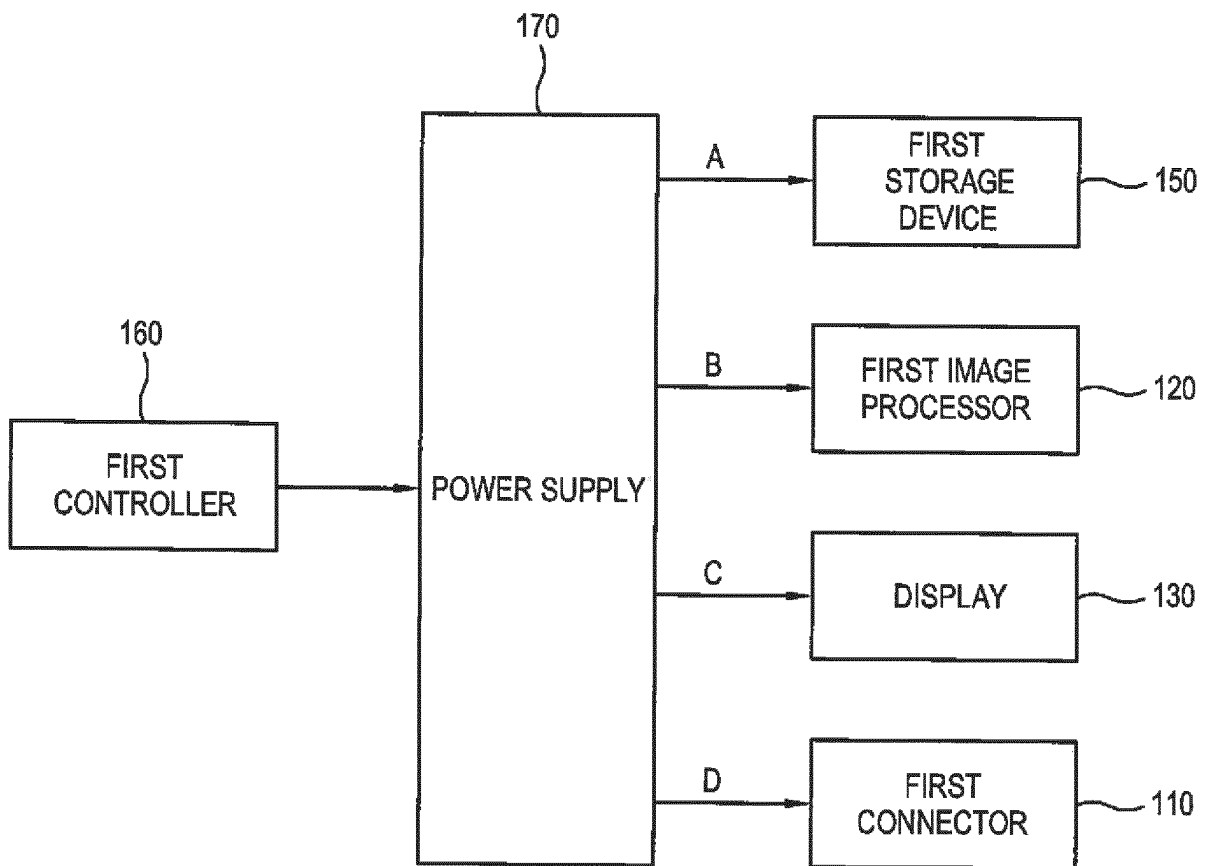 170
A
FIRST
STORAGE
DEVICE
150
160
B
FIRST IMAGE
PROCESSOR
120
FIRST
CONTROLLER
POWER SUPPLY
C
DISPLAY
130
D
FIRST
CONNECTOR
110